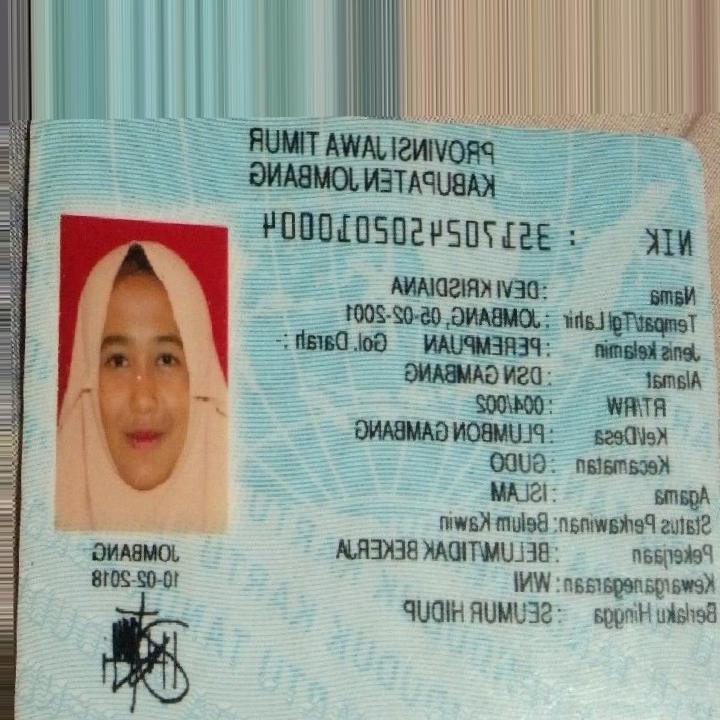 PROVINSI JAWA TIMUR
KABUPATEN JOMBANG
NIK : 3517024502010004
Nama : DEVI KRISDIANA
Tempat/Tgl Lahir : JOMBANG, 05-02-2001
Jenis kelamin : PEREMPUAN Gol. Darah : -
Alamat : DSN GAMBANG
RT/RW : 004/002
Kel/Desa : PLUMBON GAMBANG
Kecamatan : GUDO
Agama : ISLAM
Status Perkawinan: Belum Kawin
Pekerjaan : BELUM/TIDAK BEKERJA
Kewarganegaraan: WNI
Berlaku Hingga : SEUMUR HIDUP
JOMBANG
10-02-2018